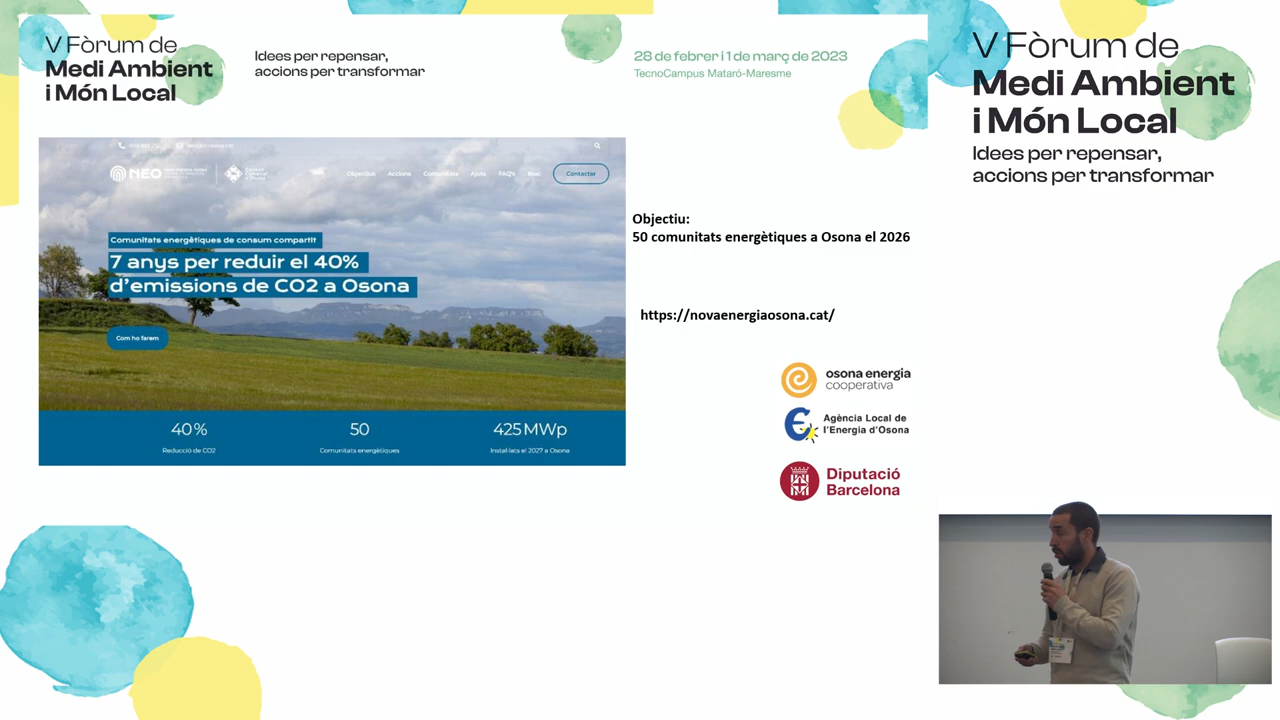 V Fòrum de
Medi Ambient
i Món Local
Idees per repensar,
accions per transformar
28 de febrer i 1 de març de 2023
TecnoCampus Mataró-Maresme
V Fòrum de
Medi Ambient
i Món Local
Idees per repensar,
accions per transformar
NEO
Consell
Comarcal
d'Osona
Objectius Accions Comunitats Ajuts FAQ's Bloc Contactar
Comunitats energètiques de consum compartit
7 anys per reduir el 40%
d'emissions de CO2 a Osona
Com ho farem
40%
Reducció de CO2
50
Comunitats energètiques
425 MWp
Instal·lats el 2027 a Osona
Objectiu:
50 comunitats energètiques a Osona el 2026
https://novaenergiaosona.cat/
osona energia
cooperativa
Agència Local de
l'Energia d'Osona
Diputació
Barcelona